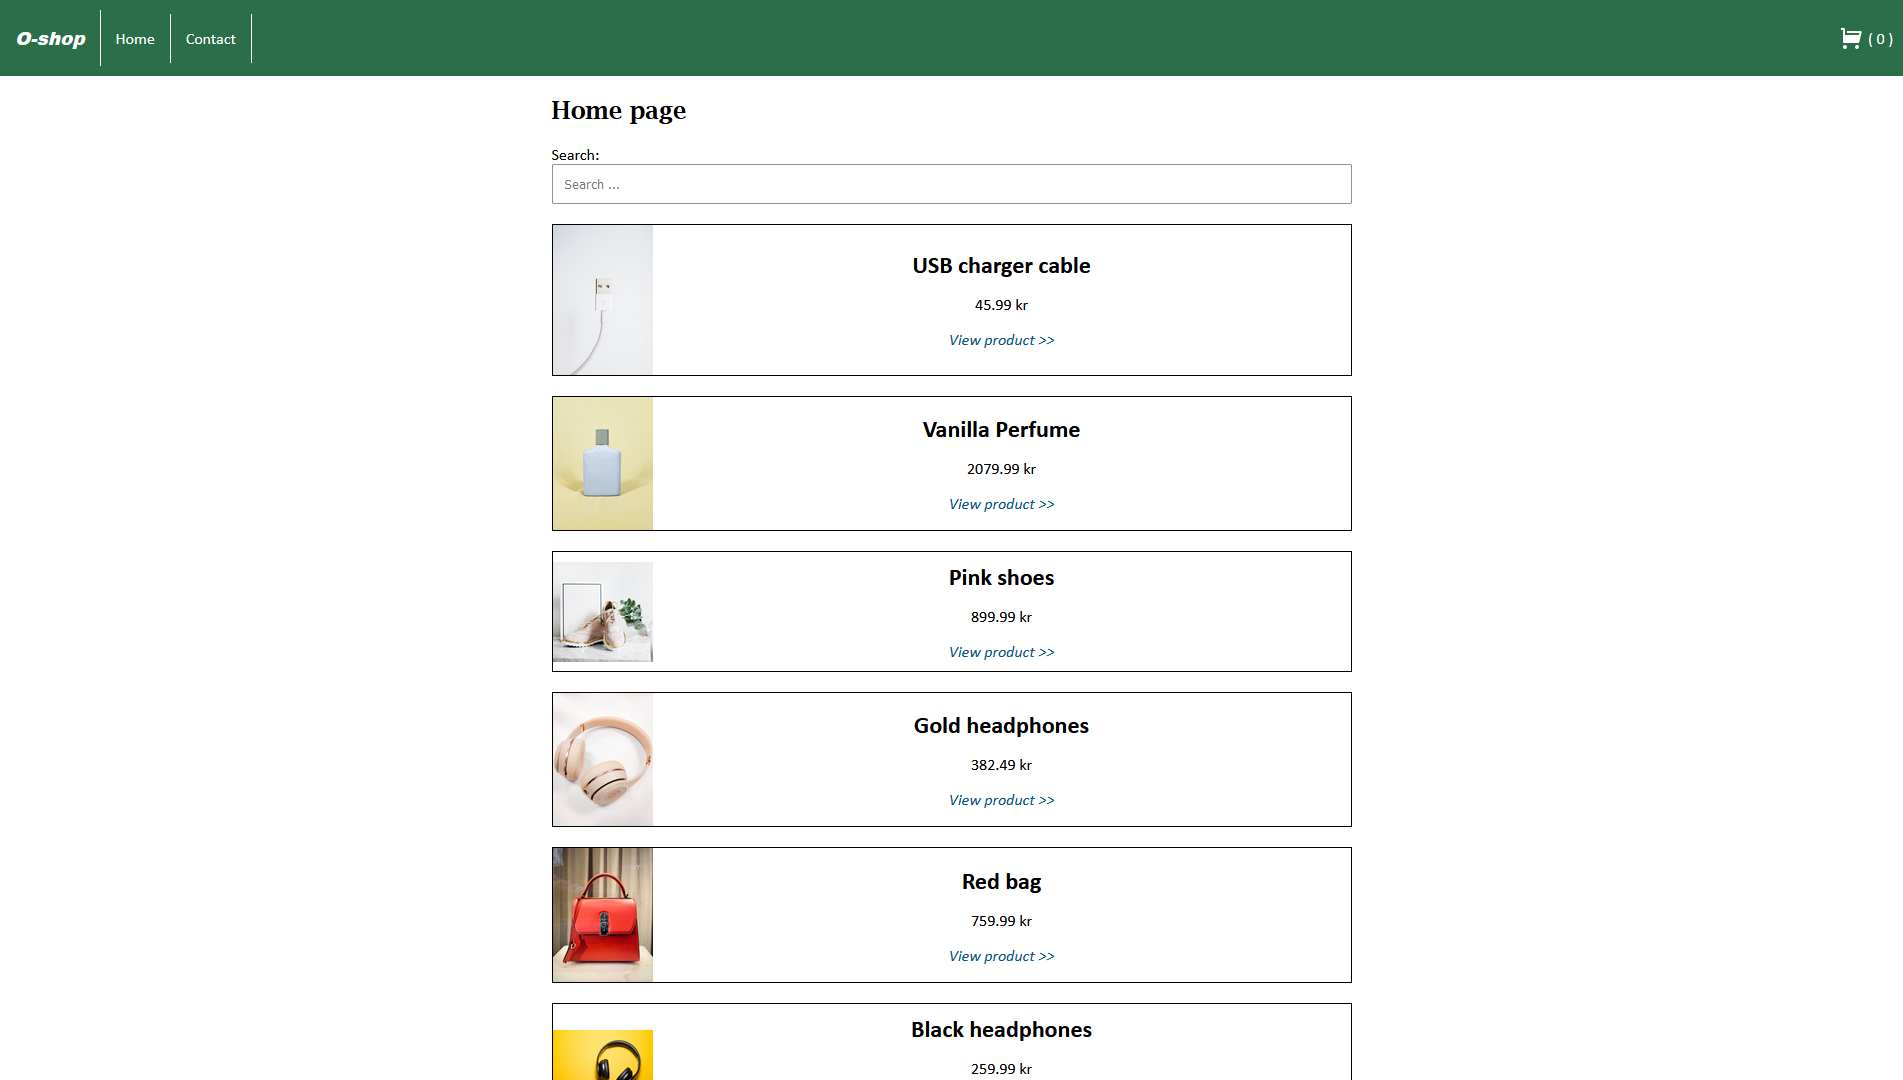 O-shop
Home
Contact
( 0 )
Home page
Search:
Search ...
USB charger cable
45.99 kr
View product >>
Vanilla Perfume
2079.99 kr
View product >>
Pink shoes
899.99 kr
View product >>
Gold headphones
382.49 kr
View product >>
Red bag
759.99 kr
View product >>
Black headphones
259.99 kr